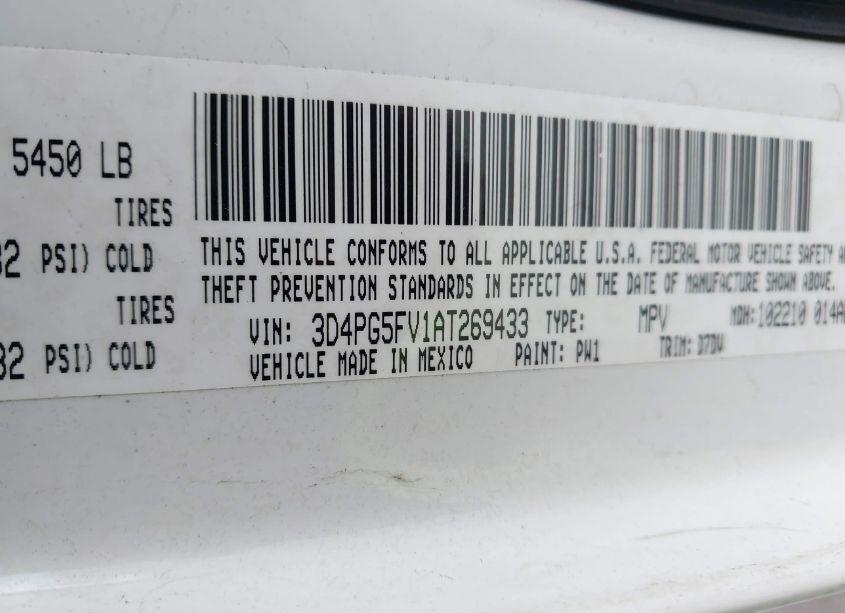 5450 LB
TIRES
32 PSI) COLD
TIRES
32 PSI) COLD
THIS VEHICLE CONFORMS TO ALL APPLICABLE U.S.A. FEDERAL MOTOR VEHICLE SAFETY
THEFT PREVENTION STANDARDS IN EFFECT ON THE DATE OF MANUFACTURE SHOWN ABOVE.
VIN: 3D4PG5FV1AT269433 TYPE: MPV MDH:102210 014
VEHICLE MADE IN MEXICO PAINT: PW1 TRIM: D7DV